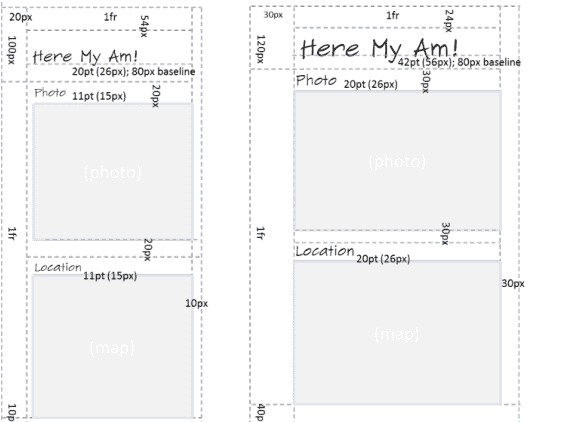 20px 1fr 54px
100px
Here My Am!
20pt (26px); 80px baseline
Photo 11pt (15px) 20px
(photo)
1fr
20px
Location
11pt (15px)
10px
(map)
10p
30px 1fr 24px
120px
Here My Am!
42pt (56px); 80px baseline
Photo 20pt (26px) 30px
(photo)
1fr
30px
Location
20pt (26px)
30px
(map)
40p